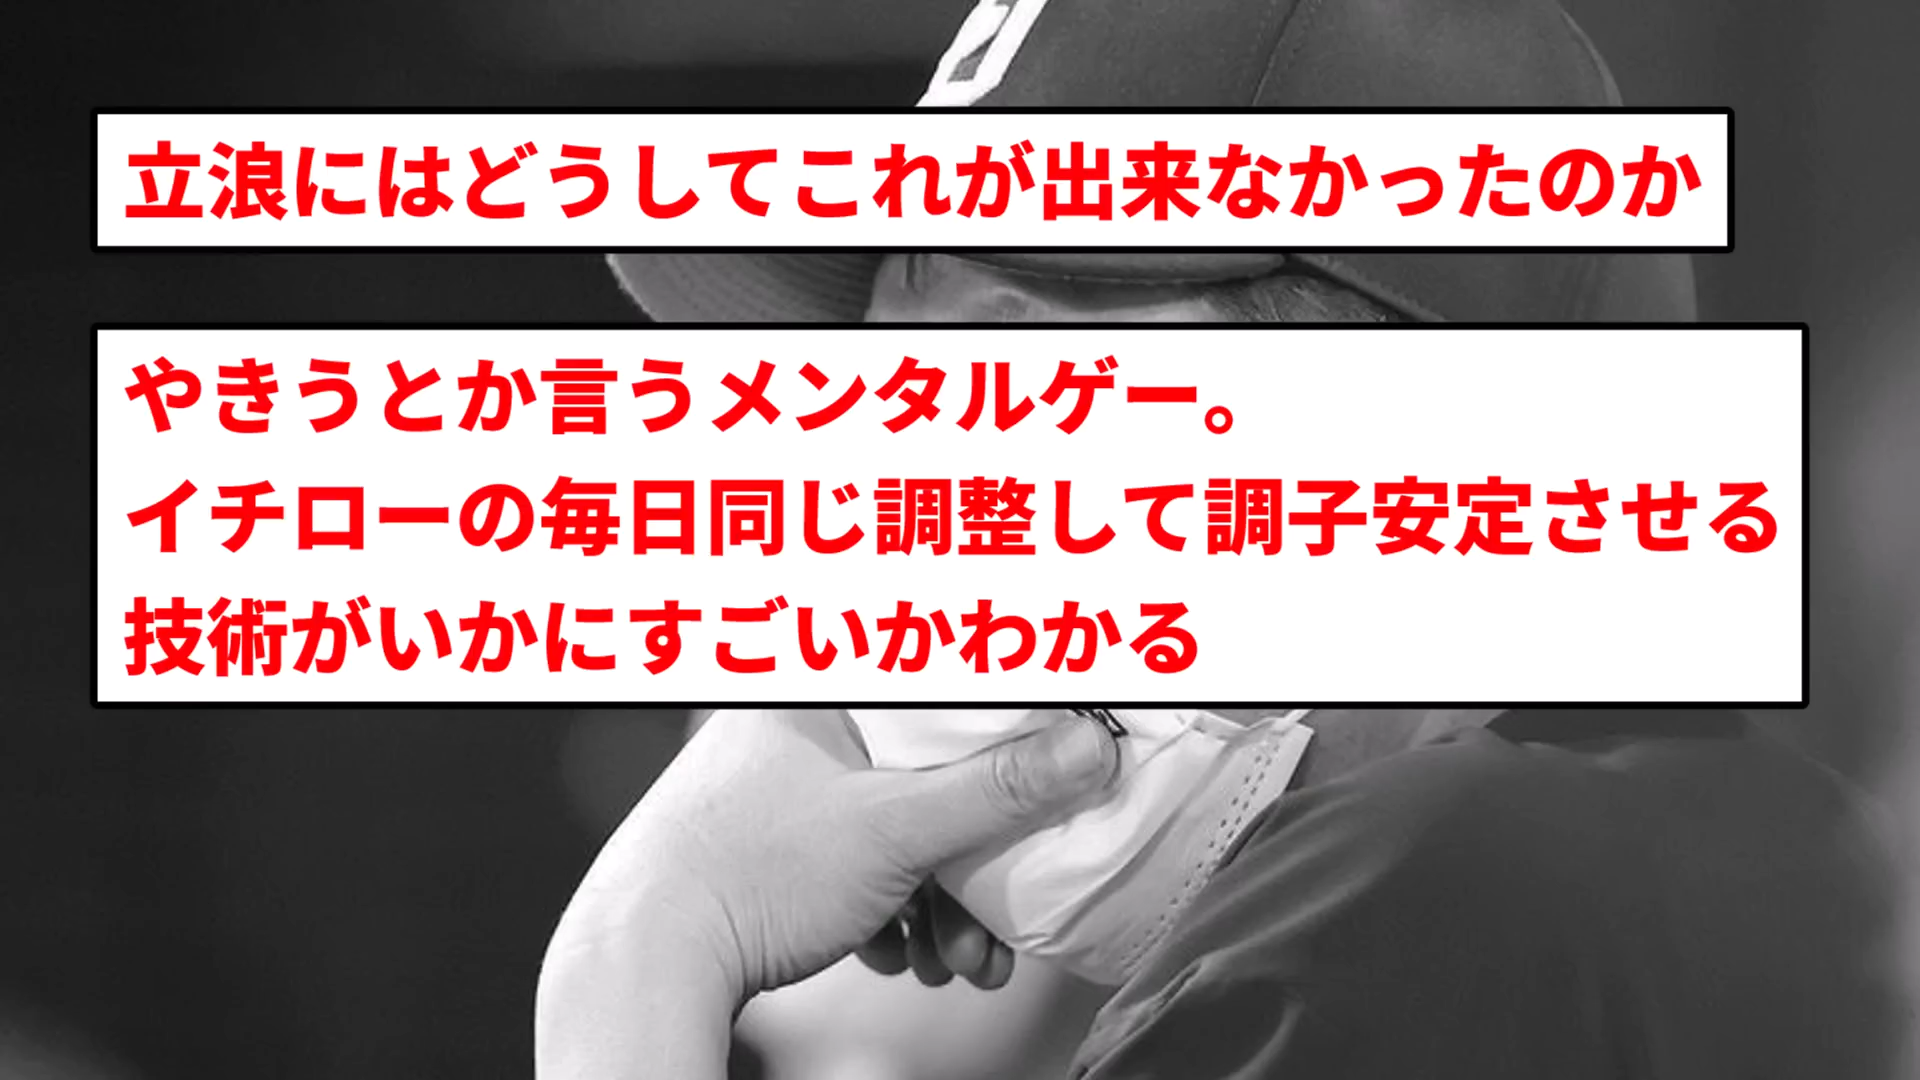 立浪にはどうしてこれが出来なかったのか
やきうとか言うメンタルゲー。
イチローの毎日同じ調整して調子安定させる
技術がいかにすごいかわかる